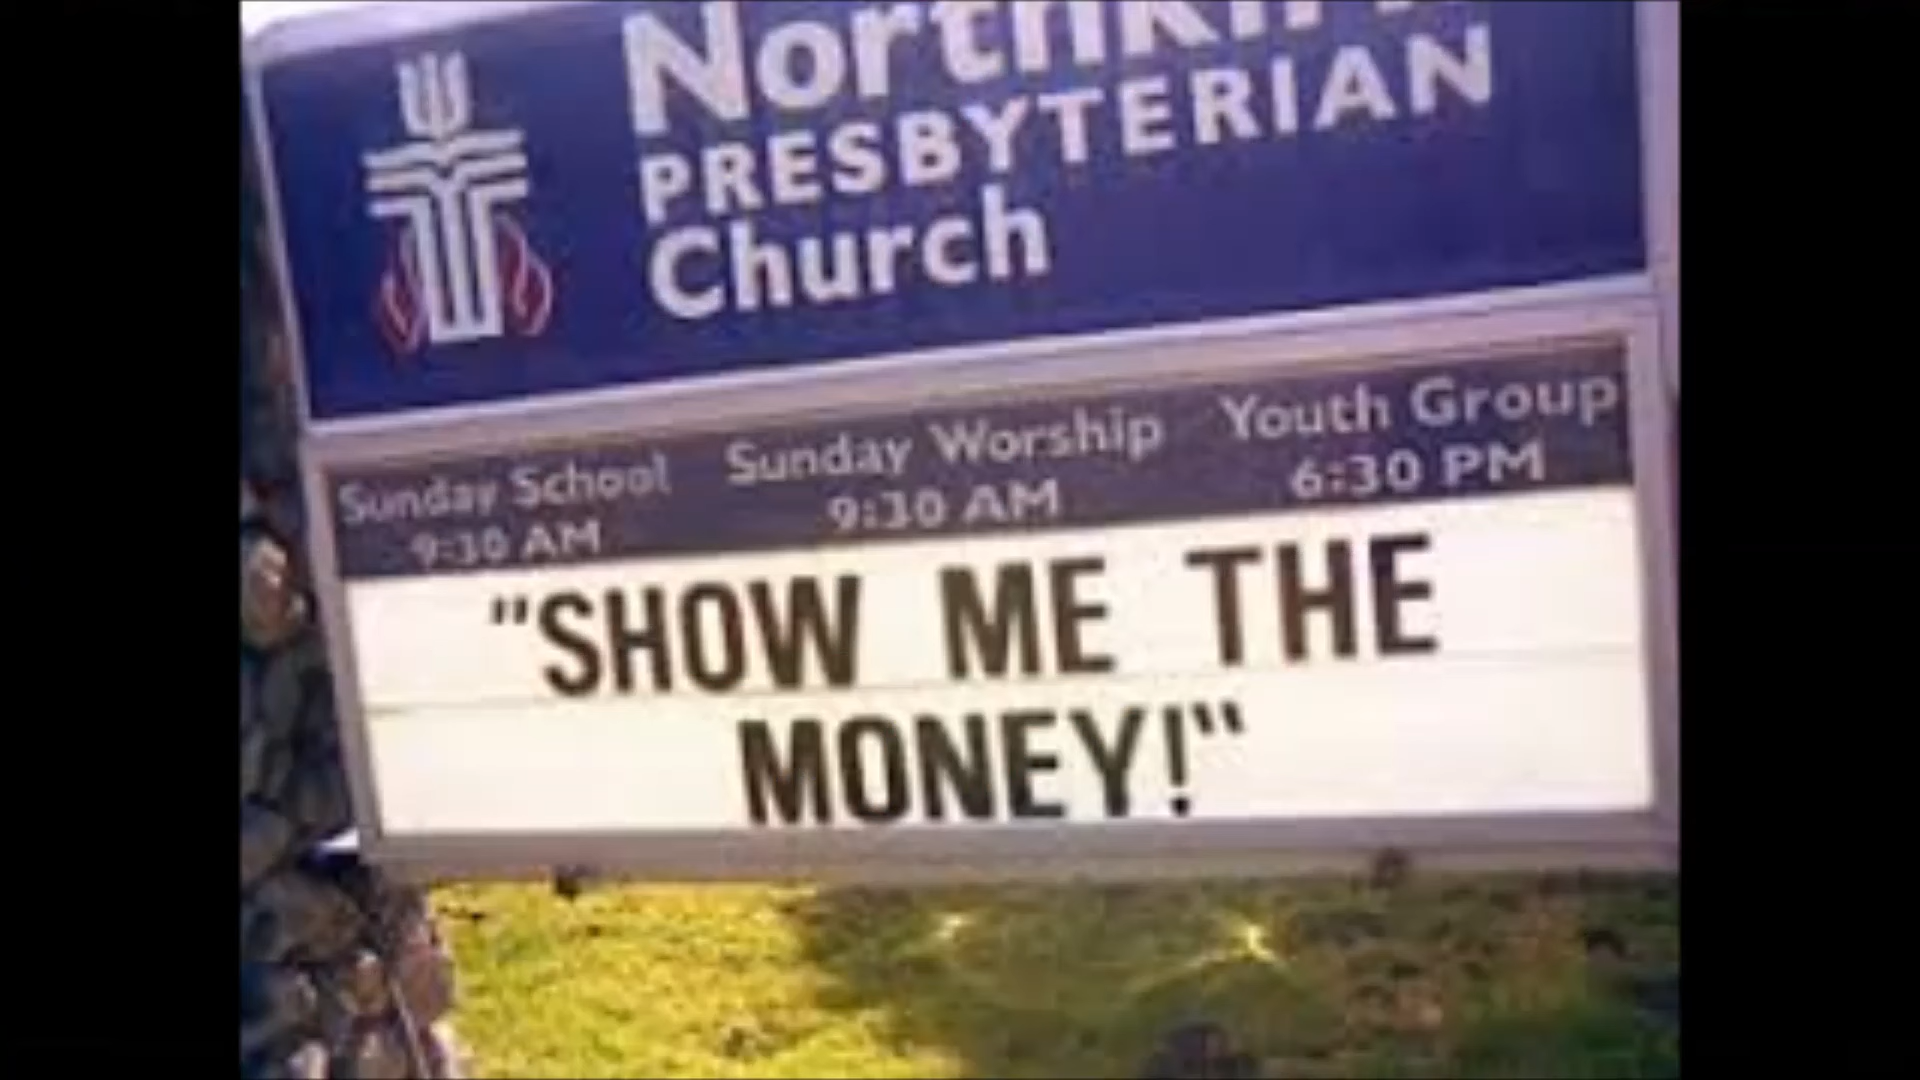 PRESBYTERIAN
Church
Sunday School
9:30 AM
Sunday Worship
9:30 AM
Youth Group
6:30 PM
"SHOW ME THE
MONEY!"